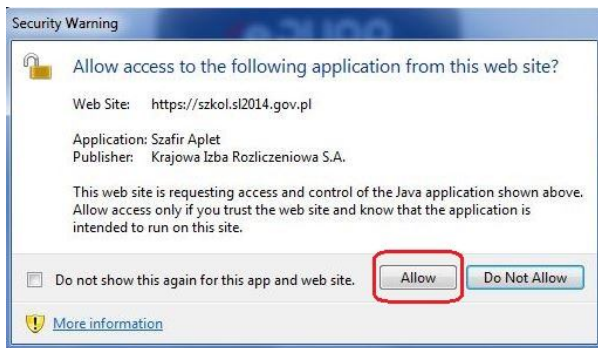 Security Warning
Allow access to the following application from this web site?
Web Site: https://szkol.sl2014.gov.pl
Application: Szafir Aplet
Publisher: Krajowa Izba Rozliczeniowa S.A.
This web site is requesting access and control of the Java application shown above.
Allow access only if you trust the web site and know that the application is
intended to run on this site.
Do not show this again for this app and web site.
Allow
Do Not Allow
More information